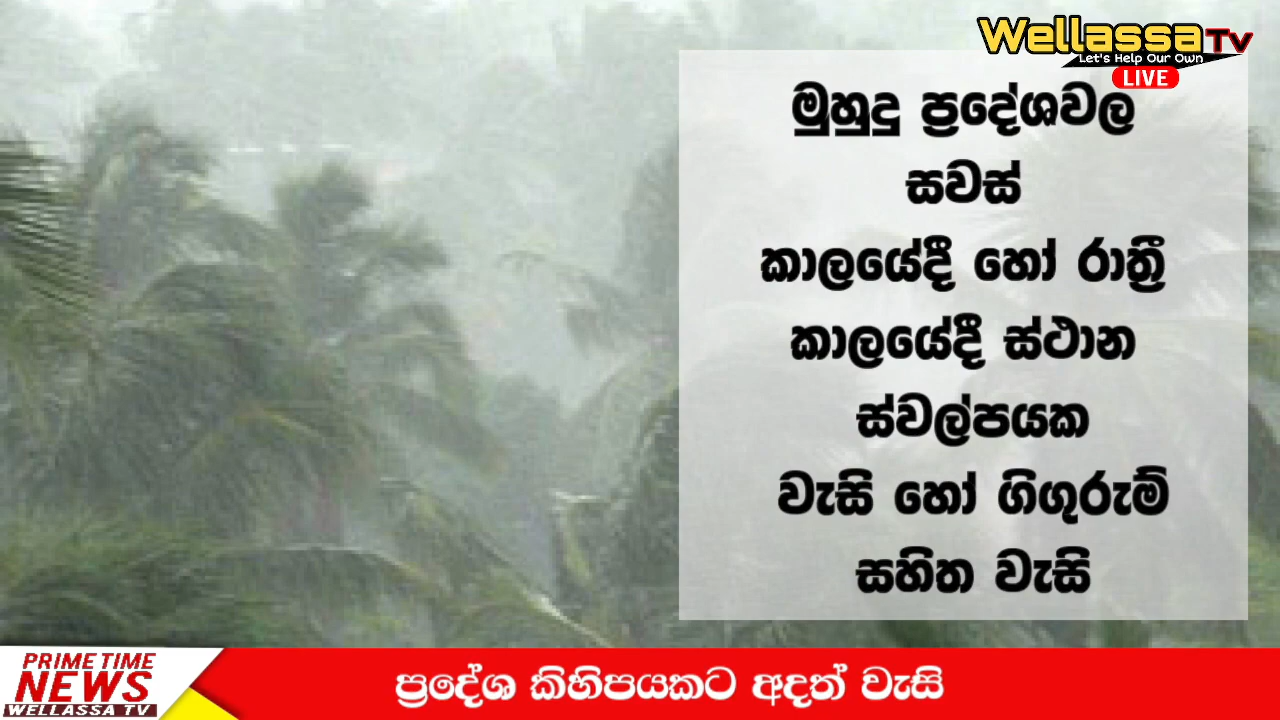 Wellassa Tv
Let's Help Our Own
LIVE
මුහුදු ප්‍රදේශවල
සවස්
කාලයේදී හෝ රාත්‍රී
කාලයේදී ස්ථාන
ස්වල්පයක
වැසි හෝ ගිගුරුම්
සහිත වැසි
PRIME TIME
NEWS
WELLASSA TV
ප්‍රදේශ කිහිපයකට අදත් වැසි